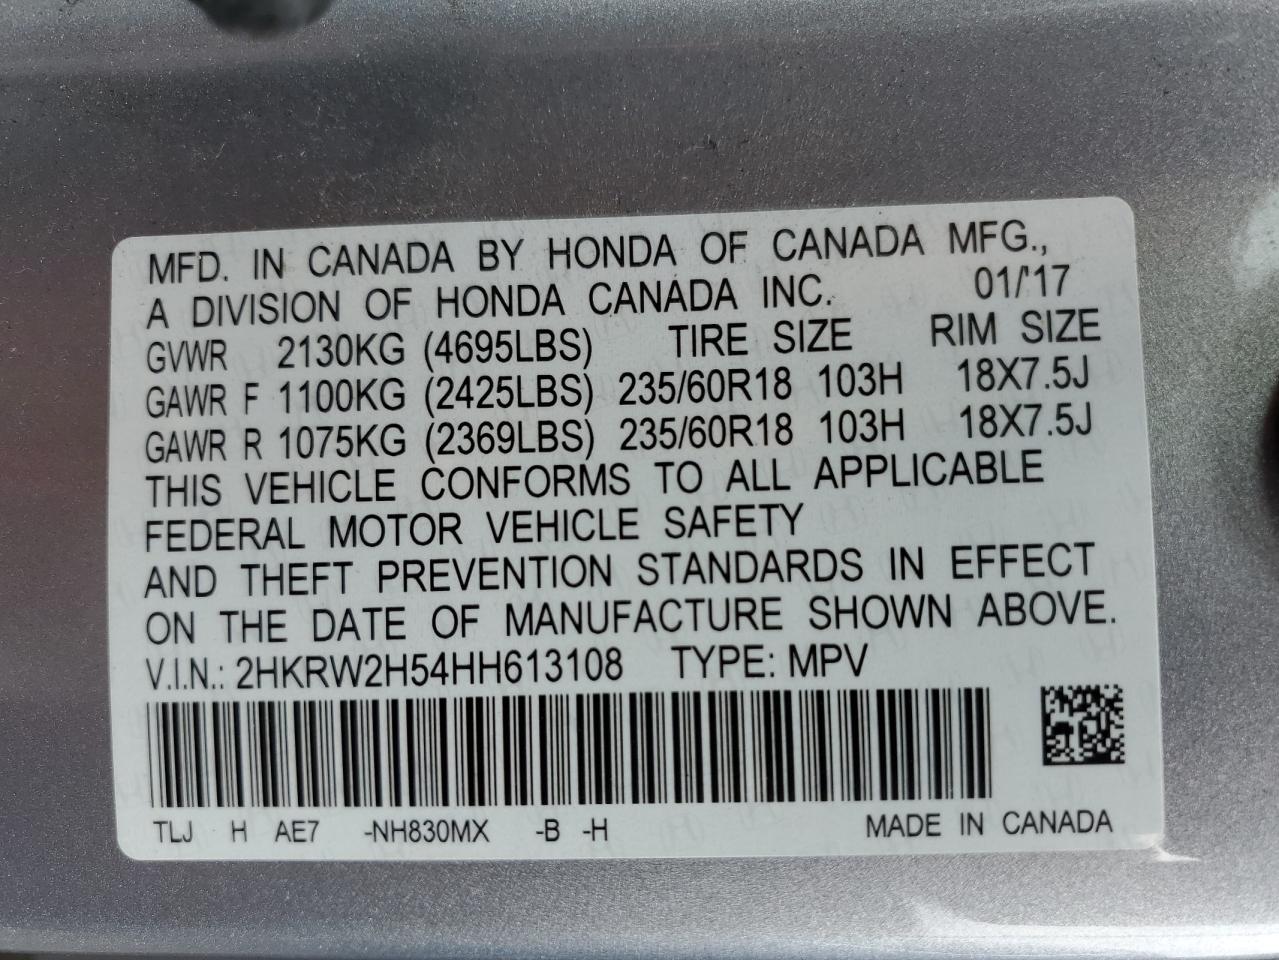 MFD. IN CANADA BY HONDA OF CANADA MFG.,
A DIVISION OF HONDA CANADA INC. 01/'17
GVWR 2130KG (4695LBS) TIRE SIZE RIM SIZE
GAWR F 1100KG (2425LBS) 235/60R18 103H 18X7.5J
GAWR R 1075KG (2369LBS) 235/60R18 103H 18X7.5J
THIS VEHICLE CONFORMS TO ALL APPLICABLE
FEDERAL MOTOR VEHICLE SAFETY
AND THEFT PREVENTION STANDARDS IN EFFECT
ON THE DATE OF MANUFACTURE SHOWN ABOVE.
V.I.N.: 2HKRW2H54HH613108 TYPE: MPV
TLJ H AE7 -NH830MX -B -H MADE IN CANADA